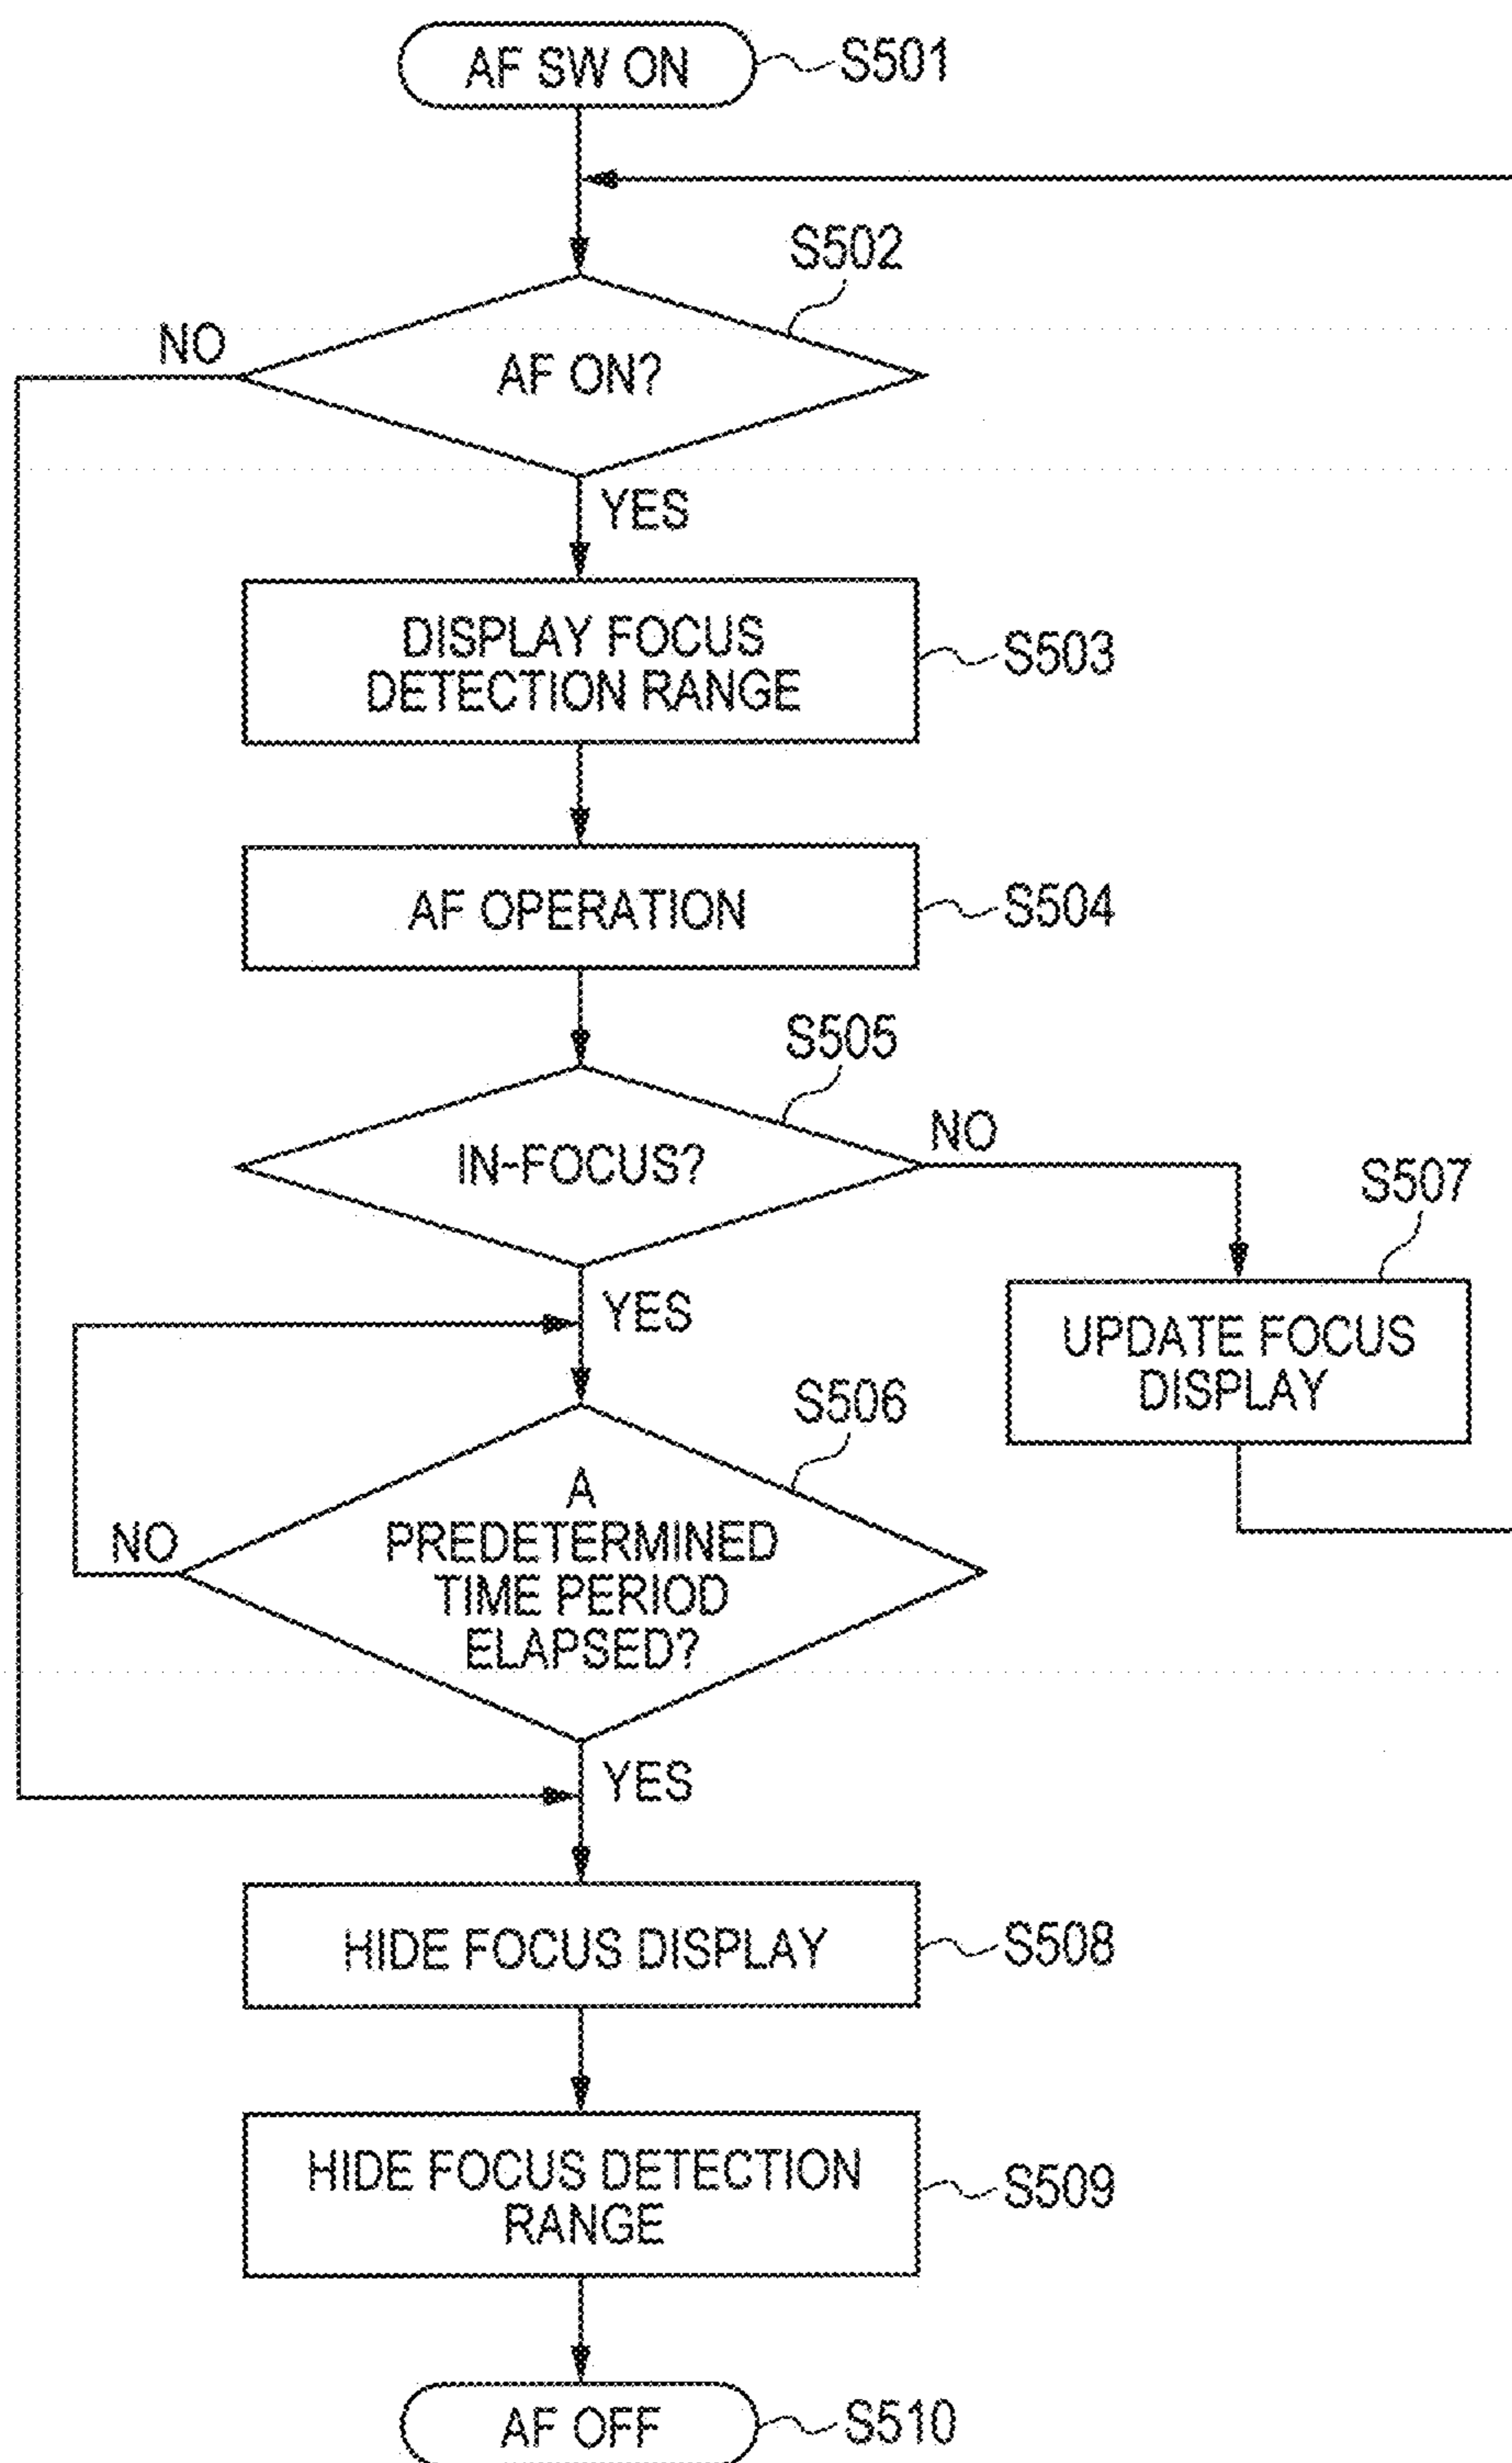 AF SW ON
S501
S502
NO
AF ON?
YES
DISPLAY FOCUS
DETECTION RANGE
S503
AF OPERATION
S504
S505
IN-FOCUS?
NO
S507
YES
UPDATE FOCUS
DISPLAY
S506
A
PREDETERMINED
TIME PERIOD
ELAPSED?
NO
YES
HIDE FOCUS DISPLAY
S508
HIDE FOCUS DETECTION
RANGE
S509
AF OFF
S510